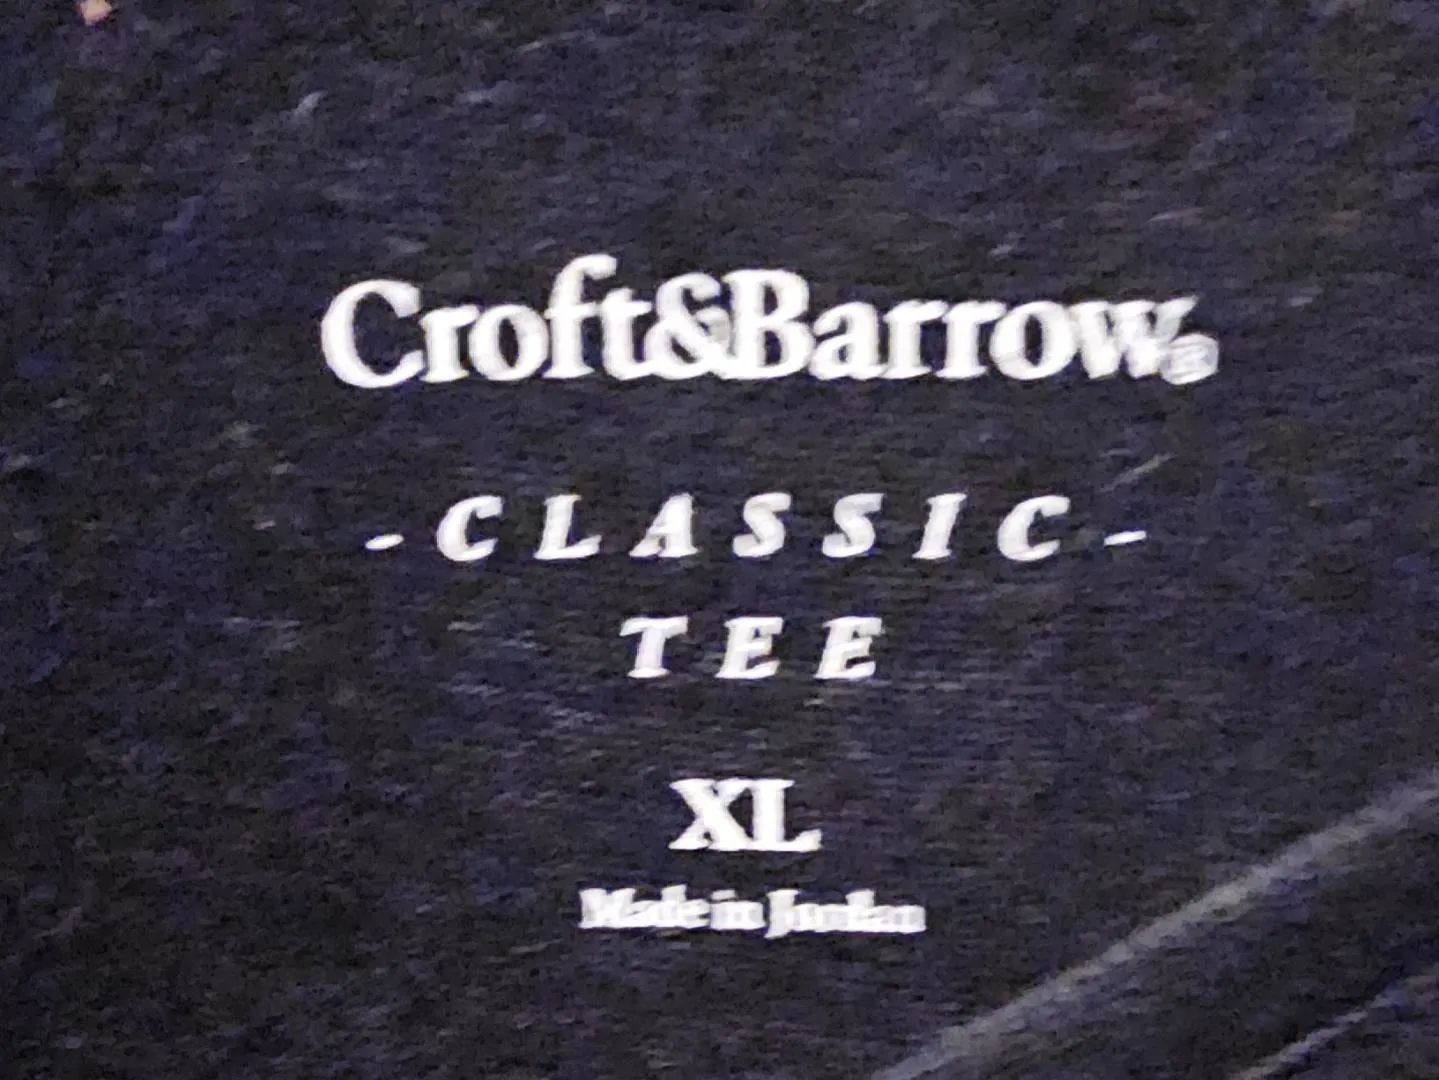 Croft&Barrow®
-CLASSIC-
TEE
XL
Made in Jordan